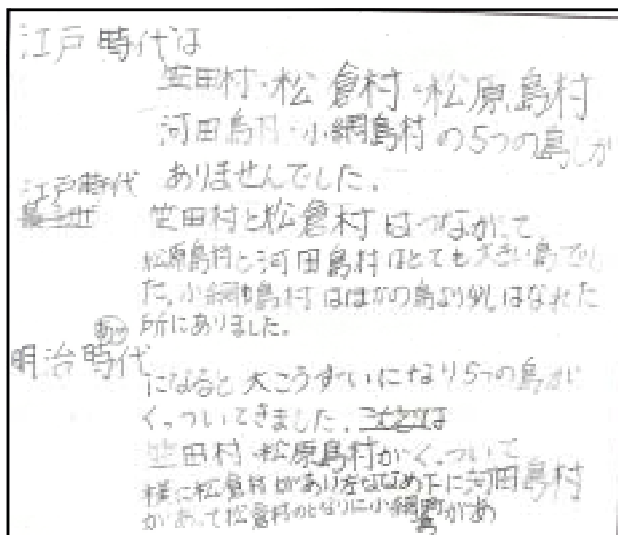 江戸時代は
笠田村・松倉村・松原島村
河田島村・小網島村の5つの島しか
ありませんでした。
江戸時代
笠田村と松倉村はつながって
松原島村と河田島村はとても大きい島でし
た。小網島村はほかの島より少しはなれた
所にありました。
明治時代
になると大こうずいになり5つの島が
くっついてきました。
笠田村・松原島村がくっついて
横に松倉村があり左ななめ下に河田島村
があって松倉村のとなりに小網島があ